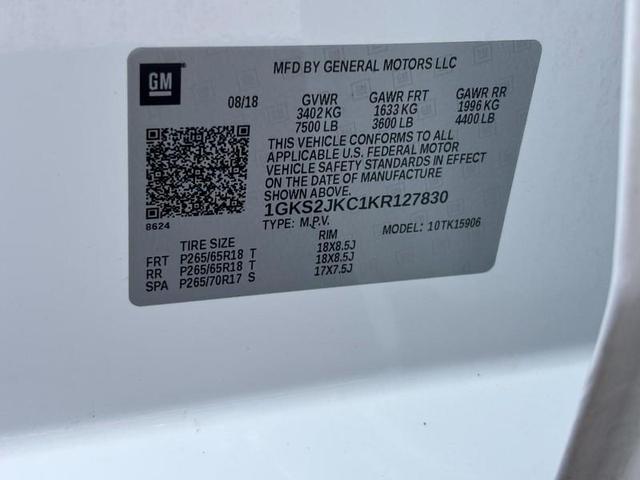 MFD BY GENERAL MOTORS LLC
GM
08/18 GVWR GAWR FRT GAWR RR
3402 KG 1633 KG 1996 KG
7500 LB 3600 LB 4400 LB
THIS VEHICLE CONFORMS TO ALL
APPLICABLE U.S. FEDERAL MOTOR
VEHICLE SAFETY STANDARDS IN EFFECT
ON THE DATE OF MANUFACTURE
SHOWN ABOVE.
1GKS2JKC1KR127830
8624
TYPE: M.P.V. MODEL: 10TK15906
TIRE SIZE RIM
FRT P265/65R18 T 18X8.5J
RR P265/65R18 T 18X8.5J
SPA P265/70R17 S 17X7.5J